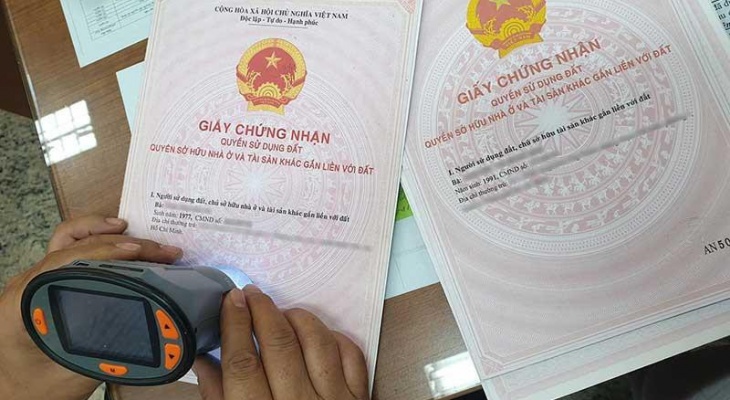 CỘNG HÒA XÃ HỘI CHỦ NGHĨA VIỆT NAM
Độc lập - Tự do - Hạnh phúc
GIẤY CHỨNG NHẬN
QUYỀN SỬ DỤNG ĐẤT
QUYỀN SỞ HỮU NHÀ Ở VÀ TÀI SẢN KHÁC GẮN LIỀN VỚI ĐẤT
I. Người sử dụng đất, chủ sở hữu nhà ở và tài sản khác gắn liền với đất
Bà:
Sinh năm: 1977, CMND số:
Địa chỉ thường trú:
Hồ Chí Minh.
GIẤY CHỨNG NHẬN
QUYỀN SỬ DỤNG ĐẤT
QUYỀN SỞ HỮU NHÀ Ở VÀ TÀI SẢN KHÁC GẮN LIỀN VỚI ĐẤT
I. Người sử dụng đất, chủ sở hữu nhà ở và tài sản khác gắn liền với đất
Bà:
Năm sinh: 1991, CMND số:
Địa chỉ thường trú:
AN 50
M